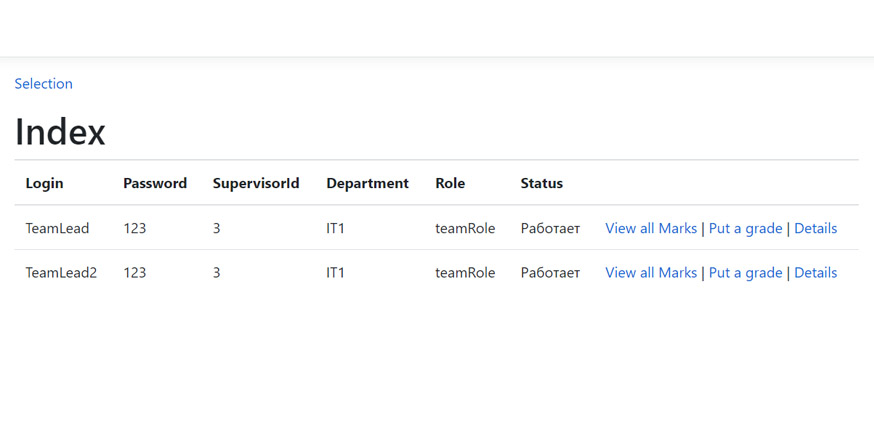 Selection
Index
Login Password SupervisorId Department Role Status
TeamLead 123 3 IT1 teamRole Работает View all Marks | Put a grade | Details
TeamLead2 123 3 IT1 teamRole Работает View all Marks | Put a grade | Details